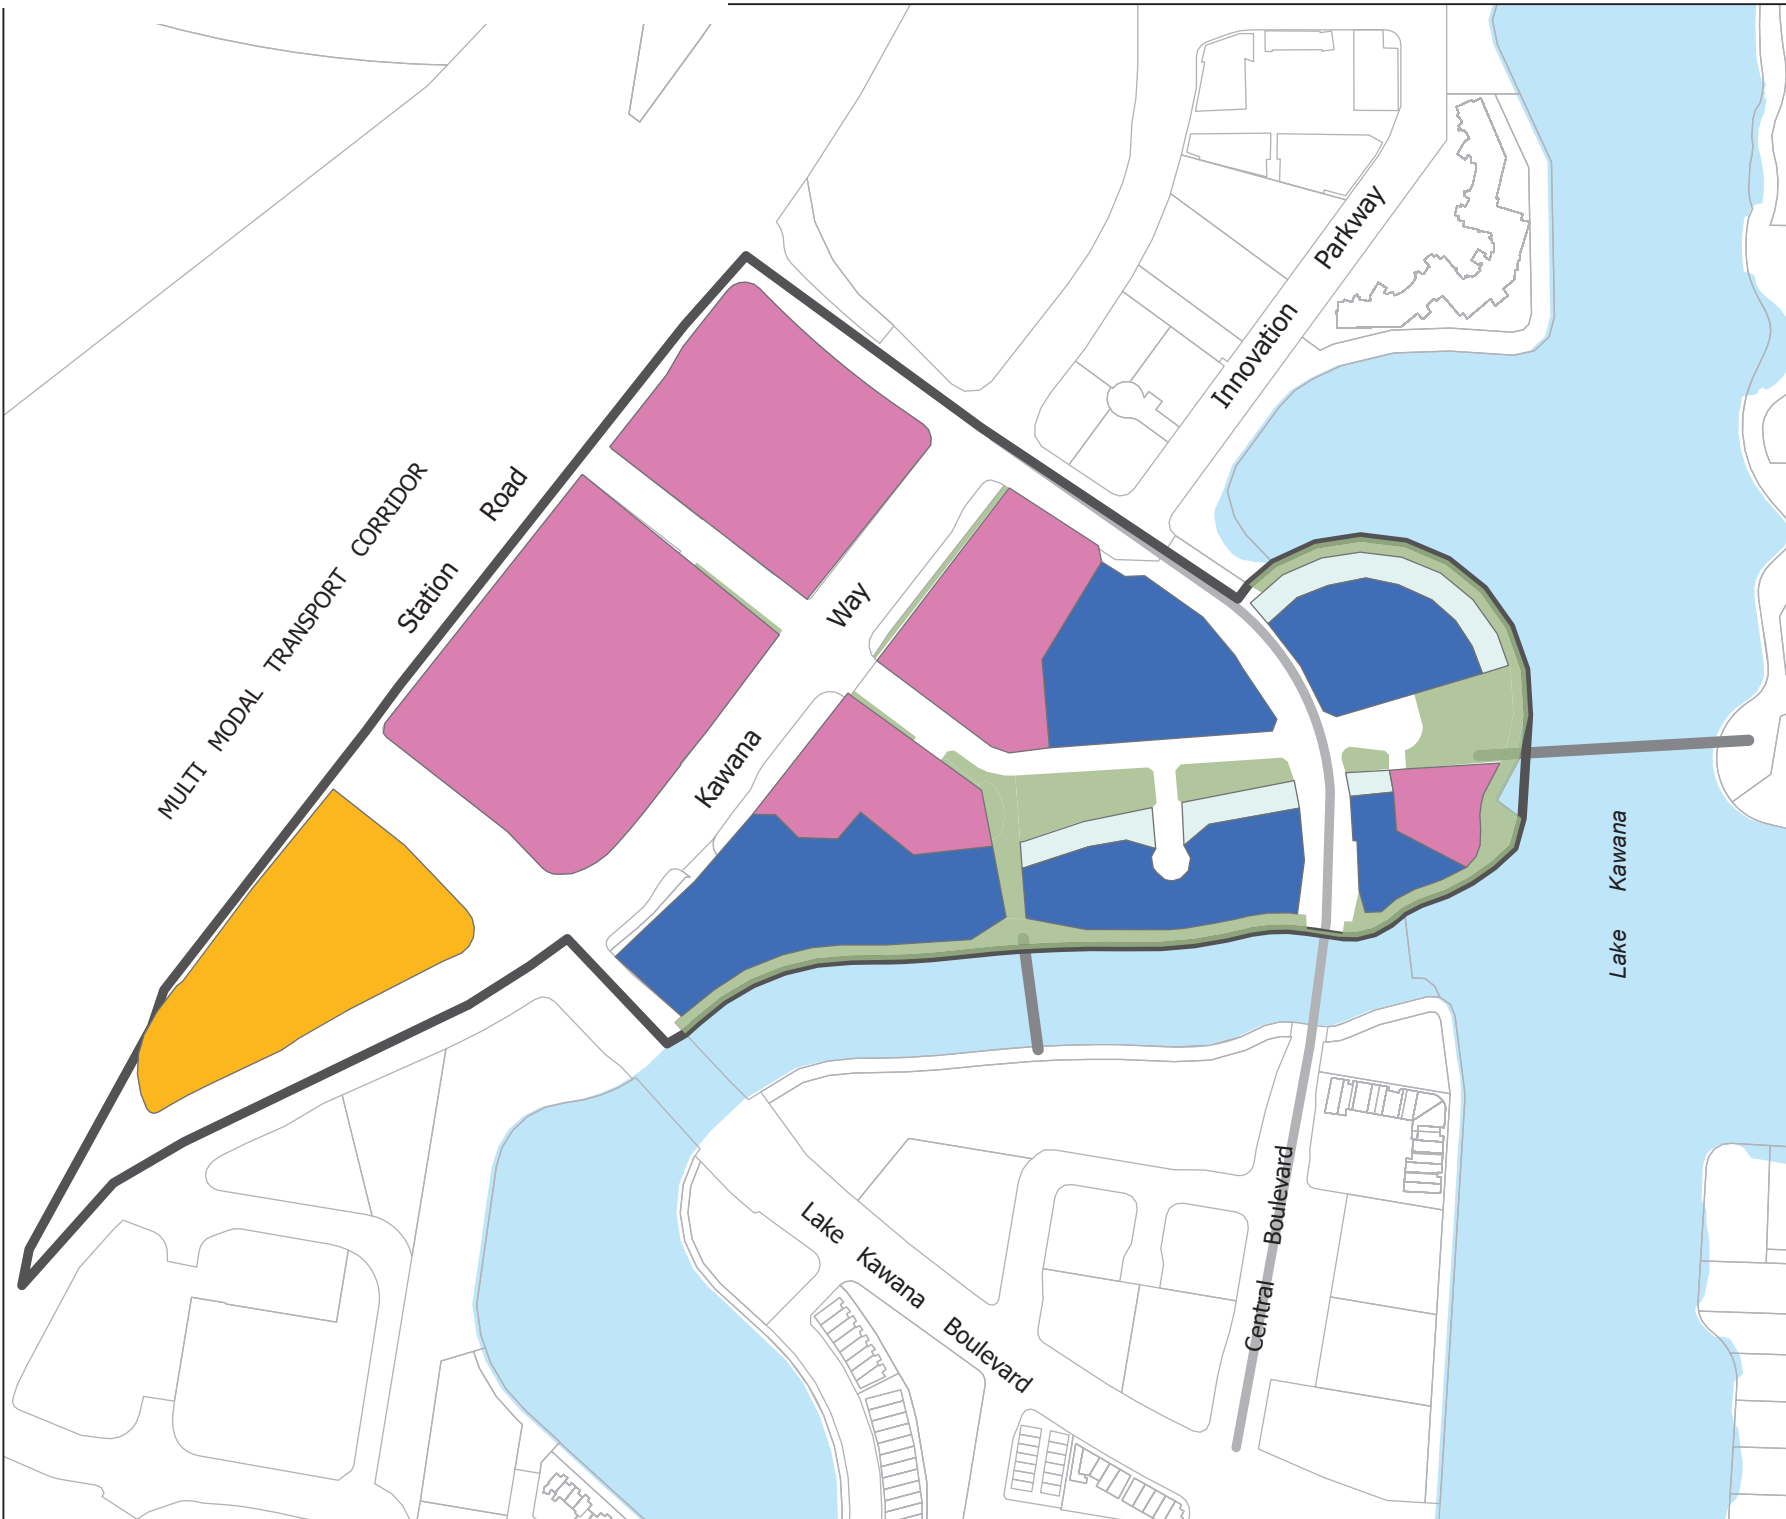 Innovation Parkway
MULTI MODAL TRANSPORT CORRIDOR
Station Road
Kawana Way
Lake Kawana
Lake Kawana Boulevard
Central Boulevard